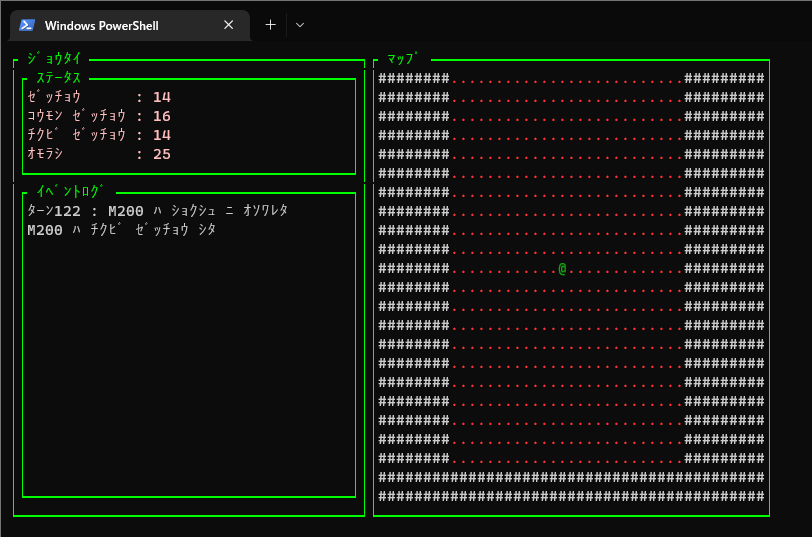 Windows PowerShell
ｼﾞｮｳﾀｲ
ｽﾃｰﾀｽ
ｾﾞｯﾁｮｳ : 14
ｺｳﾓﾝ ｾﾞｯﾁｮｳ : 16
ﾁｸﾋﾞ ｾﾞｯﾁｮｳ : 14
ｵﾓﾗｼ : 25
ｲﾍﾞﾝﾄﾛｸﾞ
ﾀｰﾝ122 : M200 ﾊ ｼｮｸｼｭ ﾆ ｵｿﾜﾚﾀ
M200 ﾊ ﾁｸﾋﾞ ｾﾞｯﾁｮｳ ｼﾀ
ﾏｯﾌﾟ
########..........................#########
########..........................#########
########..........................#########
########..........................#########
########..........................#########
########..........................#########
########..........................#########
########..........................#########
########..........................#########
########..........................#########
########............@.............#########
########..........................#########
########..........................#########
########..........................#########
########..........................#########
########..........................#########
########..........................#########
########..........................#########
########..........................#########
########..........................#########
########..........................#########
###########################################
###########################################